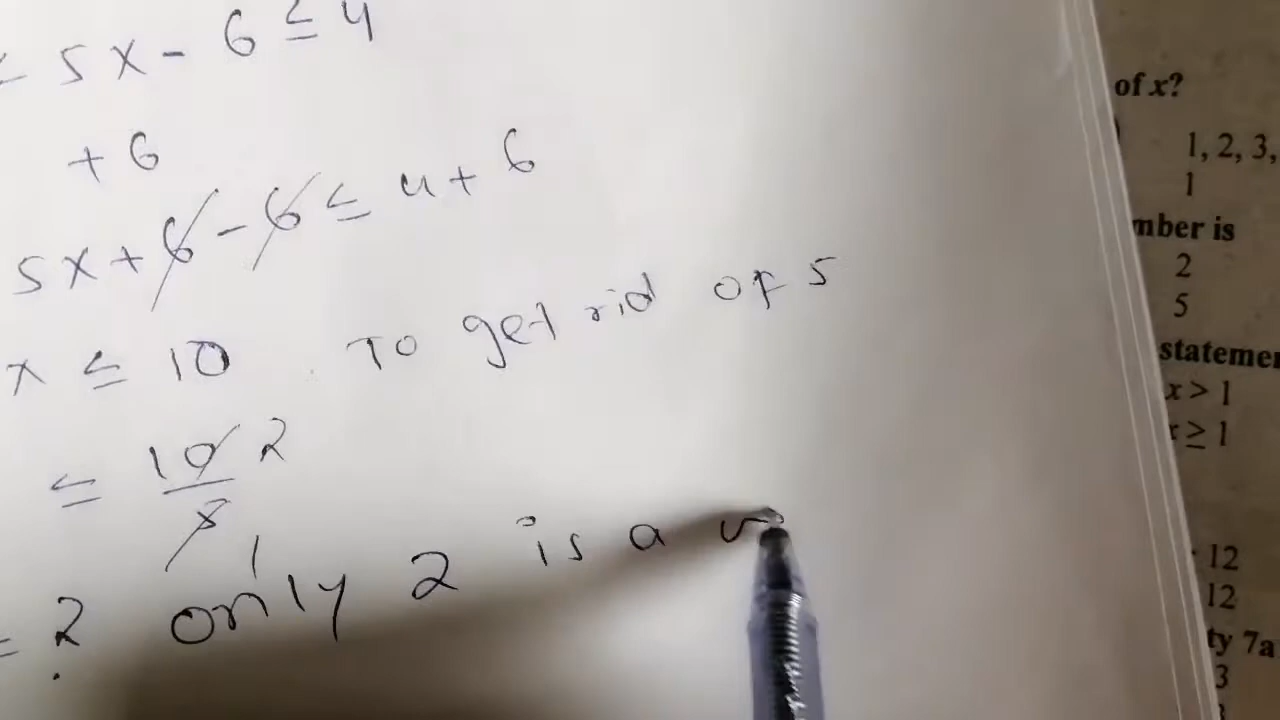 ≤ 5x - 6 ≤ 4
+ 6
5x + 6 - 6 ≤ 4 + 6
x ≤ 10 To get rid of 5
≤ 10/5 2
1
2 only 2 is a
of x?
1, 2, 3,
1
mber is
2
5
statemen
x > 1
x ≥ 1
12
12
ty 7a
3